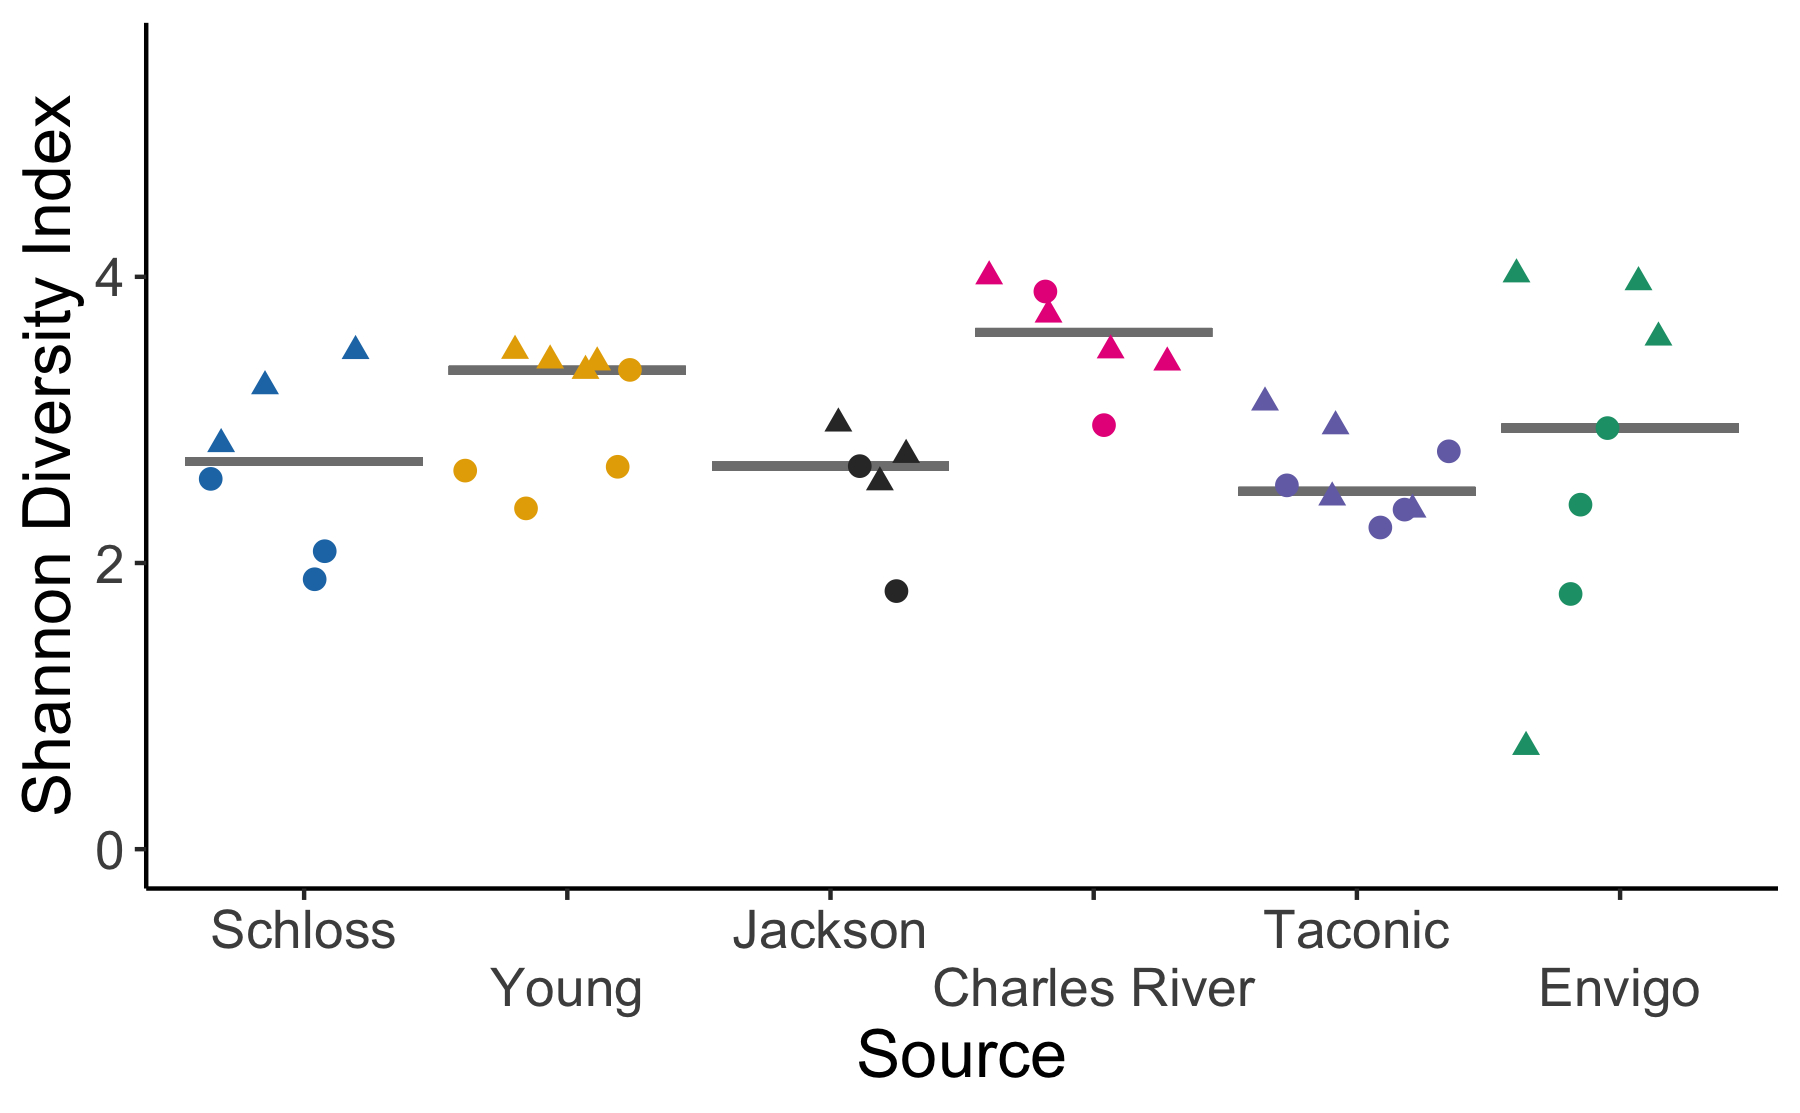 Shannon Diversity Index
4
2
0
Schloss
Jackson
Taconic
Young
Charles River
Envigo
Source